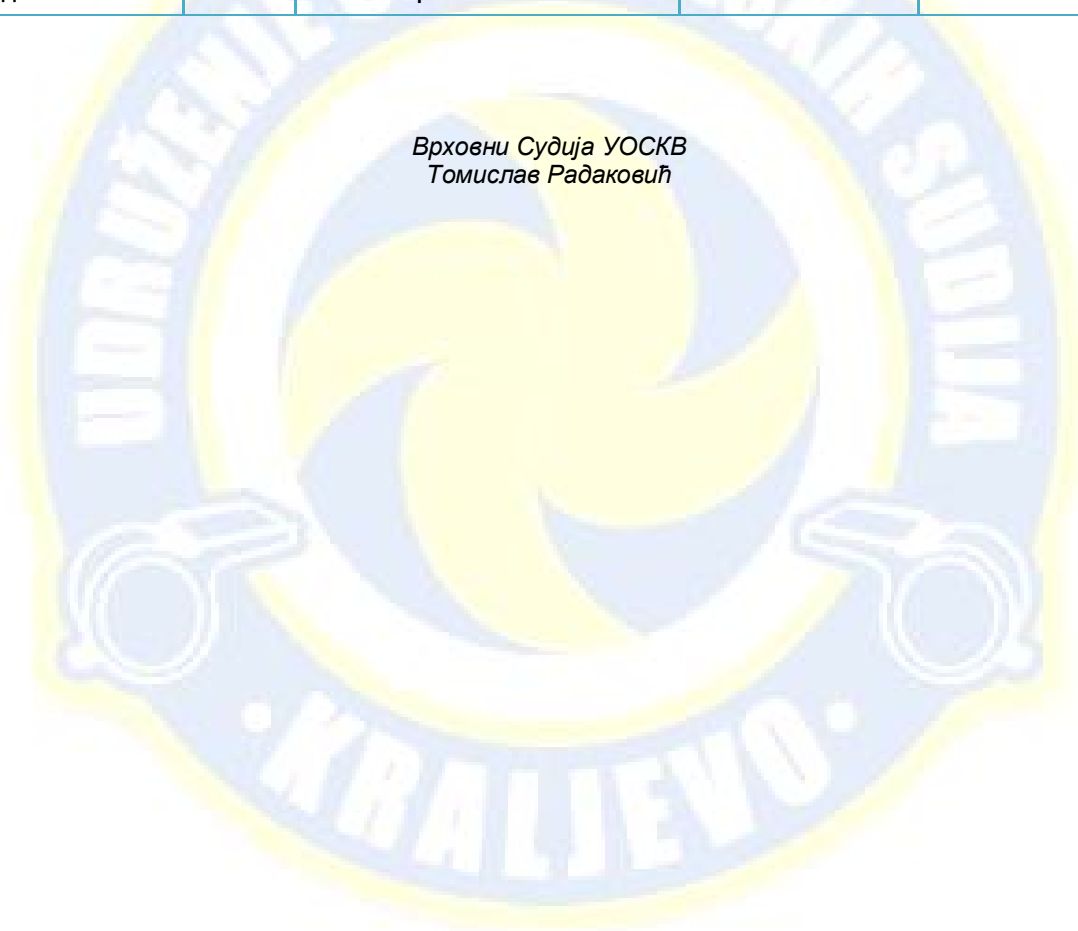 Врховни Судија УОСКВ
Томислав Радаковић
UDRUŽENJE
SUDIJA
· KRALJEVO ·